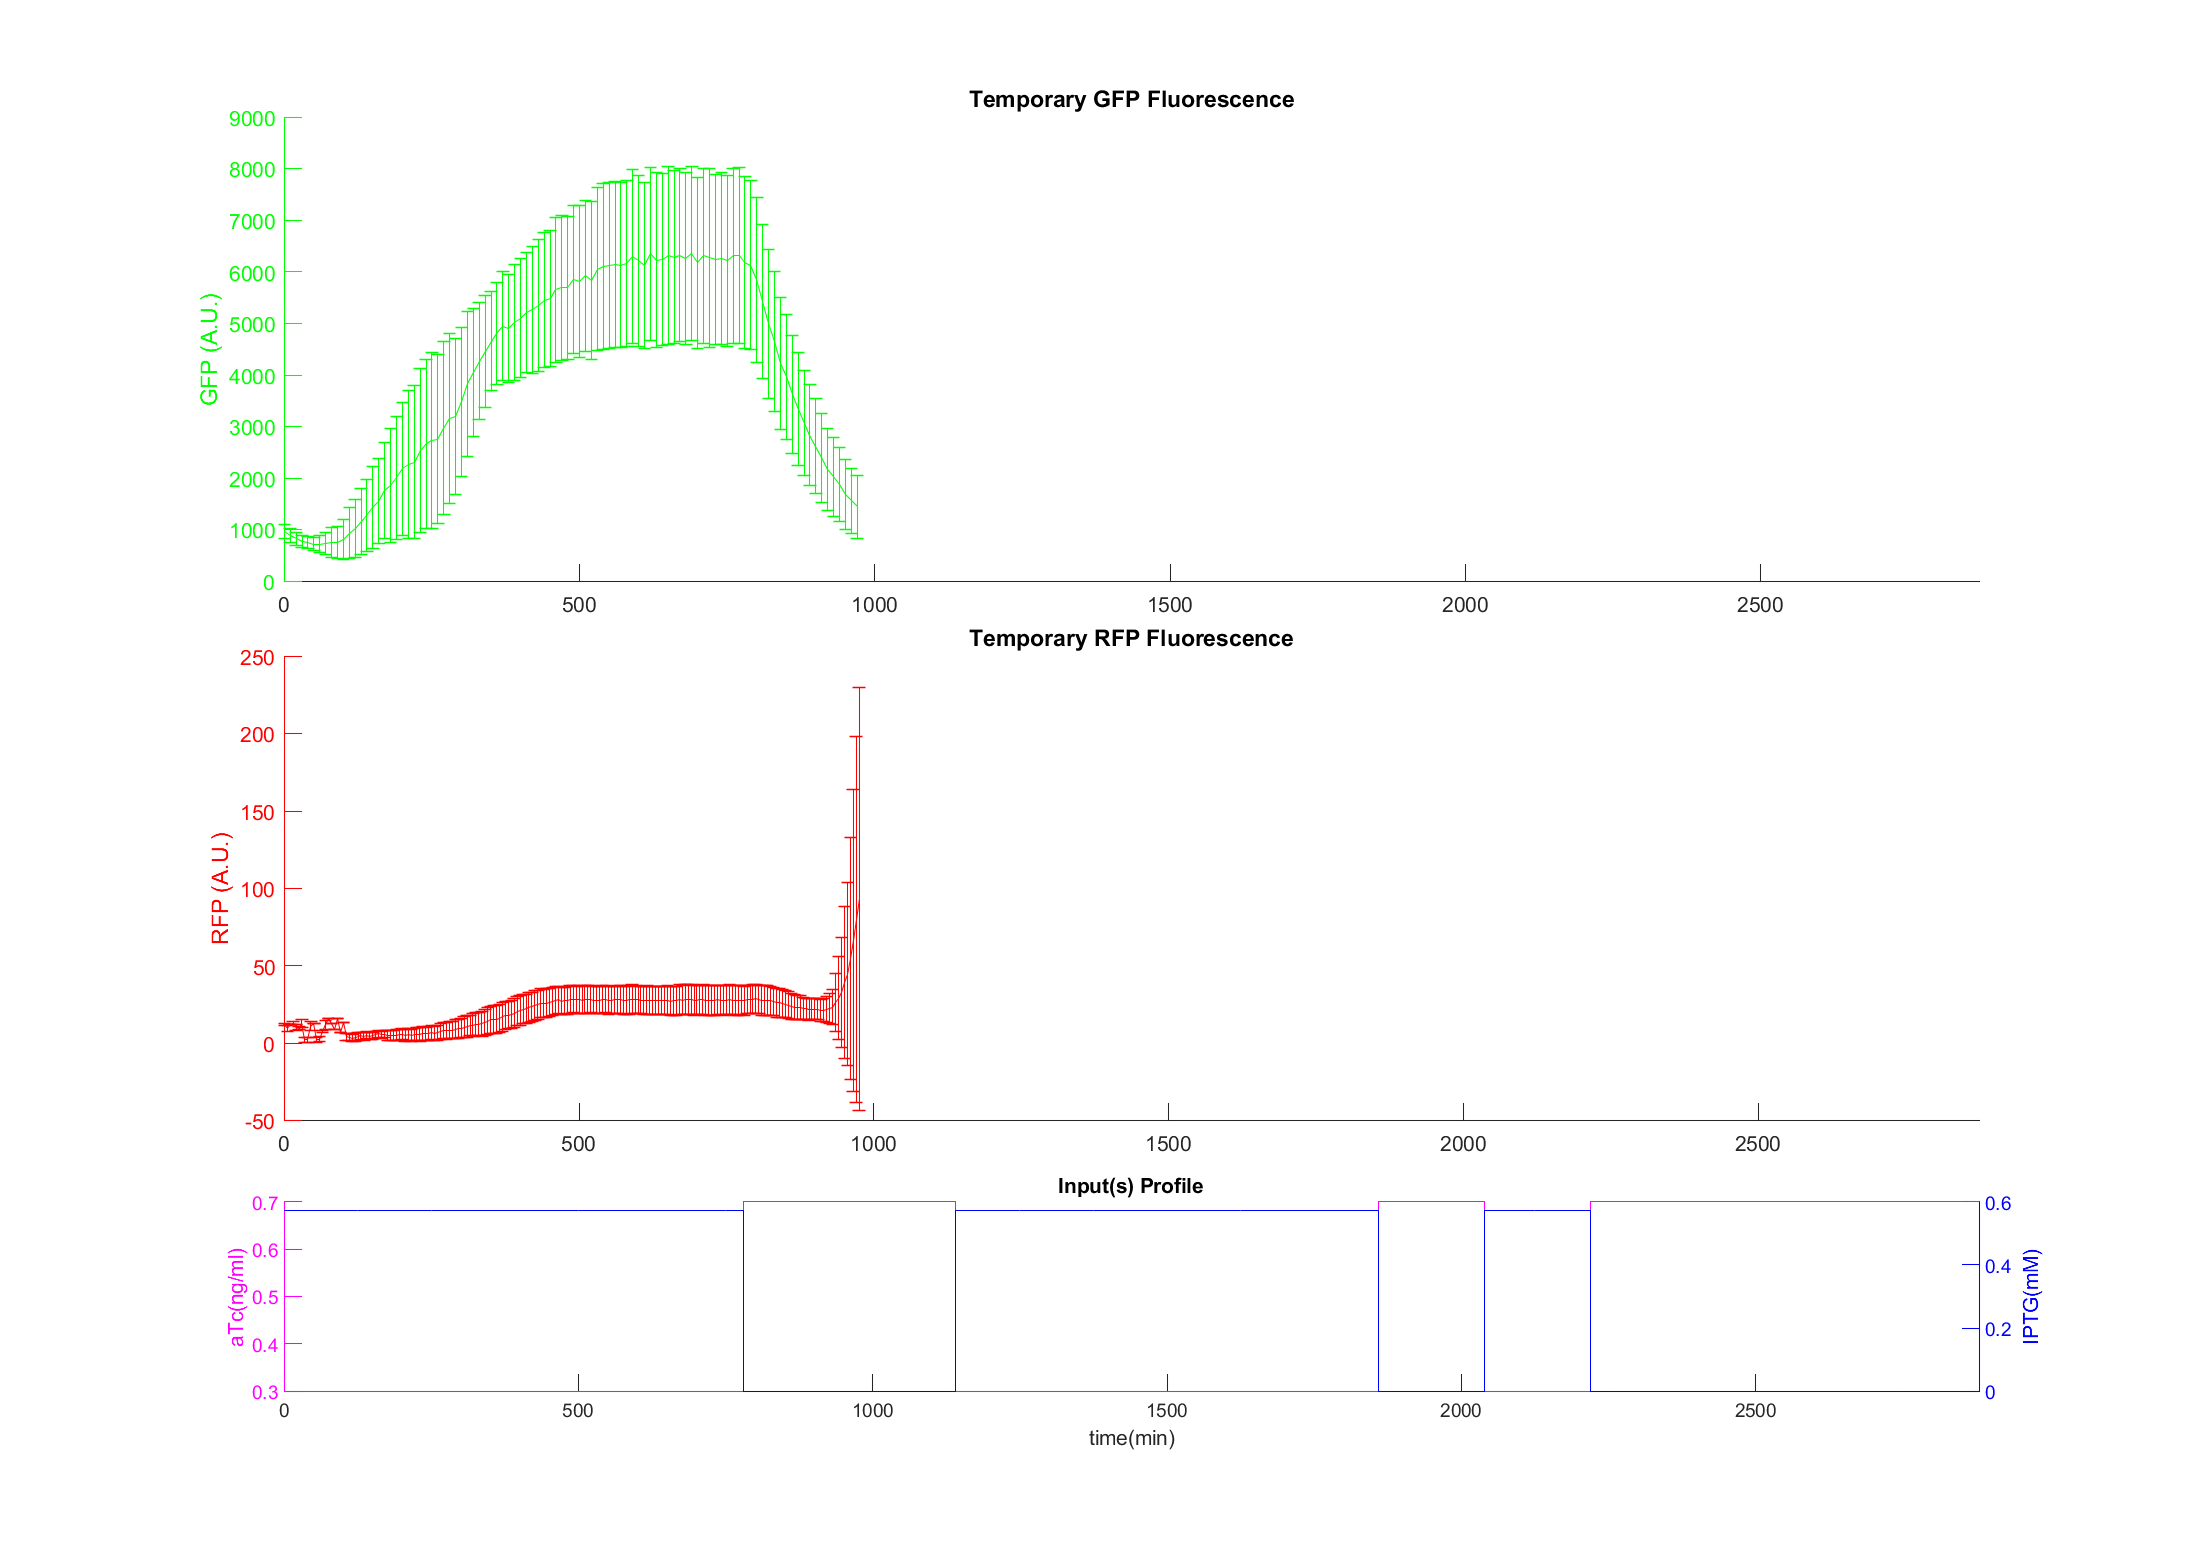 Temporary GFP Fluorescence
9000
8000
7000
6000
5000
4000
3000
2000
1000
0
GFP (A.U.)
0 500 1000 1500 2000 2500
Temporary RFP Fluorescence
250
200
150
100
50
0
-50
RFP (A.U.)
0 500 1000 1500 2000 2500
Input(s) Profile
0.7
0.6
0.5
0.4
0.3
aTc(ng/ml)
0.6
0.4
0.2
0
IPTG(mM)
0 500 1000 1500 2000 2500
time(min)